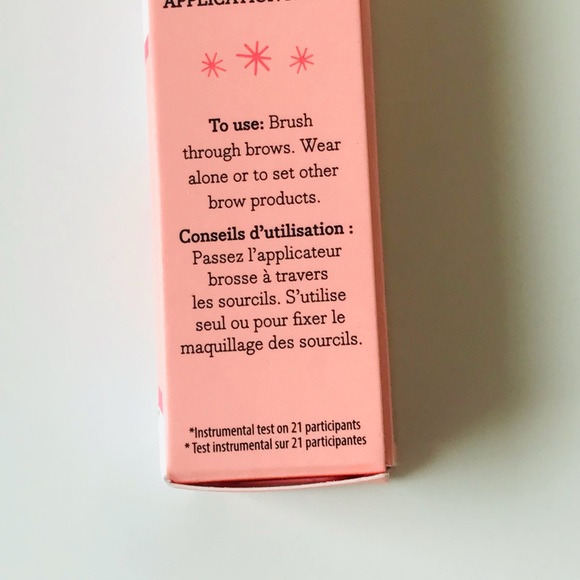 APPLICATION
To use: Brush
through brows. Wear
alone or to set other
brow products.
Conseils d'utilisation :
Passez l'applicateur
brosse à travers
les sourcils. S'utilise
seul ou pour fixer le
maquillage des sourcils.
*Instrumental test on 21 participants
* Test instrumental sur 21 participantes